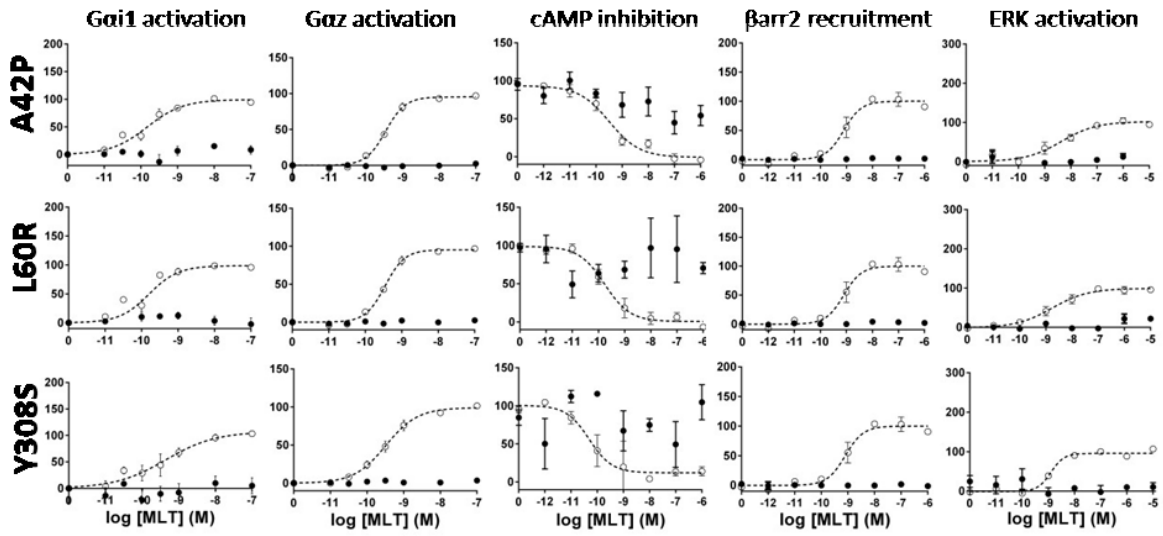 Gαi1 activation
Gαz activation
cAMP inhibition
βarr2 recruitment
ERK activation
A42P
200
150
100
50
0
0 -11 -10 -9 -8 -7
150
100
50
0
0 -11 -10 -9 -8 -7
150
100
50
0
0 -12 -11 -10 -9 -8 -7 -6
200
150
100
50
0
0 -12 -11 -10 -9 -8 -7 -6
300
200
100
0
0 -11 -10 -9 -8 -7 -6 -5
L60R
200
150
100
50
0
0 -11 -10 -9 -8 -7
150
100
50
0
0 -11 -10 -9 -8 -7
150
100
50
0
0 -12 -11 -10 -9 -8 -7 -6
200
150
100
50
0
0 -12 -11 -10 -9 -8 -7 -6
300
200
100
0
0 -11 -10 -9 -8 -7 -6 -5
Y308S
200
150
100
50
0
0 -11 -10 -9 -8 -7
log [MLT] (M)
150
100
50
0
0 -11 -10 -9 -8 -7
log [MLT] (M)
150
100
50
0
0 -12 -11 -10 -9 -8 -7 -6
log [MLT] (M)
200
150
100
50
0
0 -12 -11 -10 -9 -8 -7 -6
log [MLT] (M)
300
200
100
0
0 -11 -10 -9 -8 -7 -6 -5
log [MLT] (M)